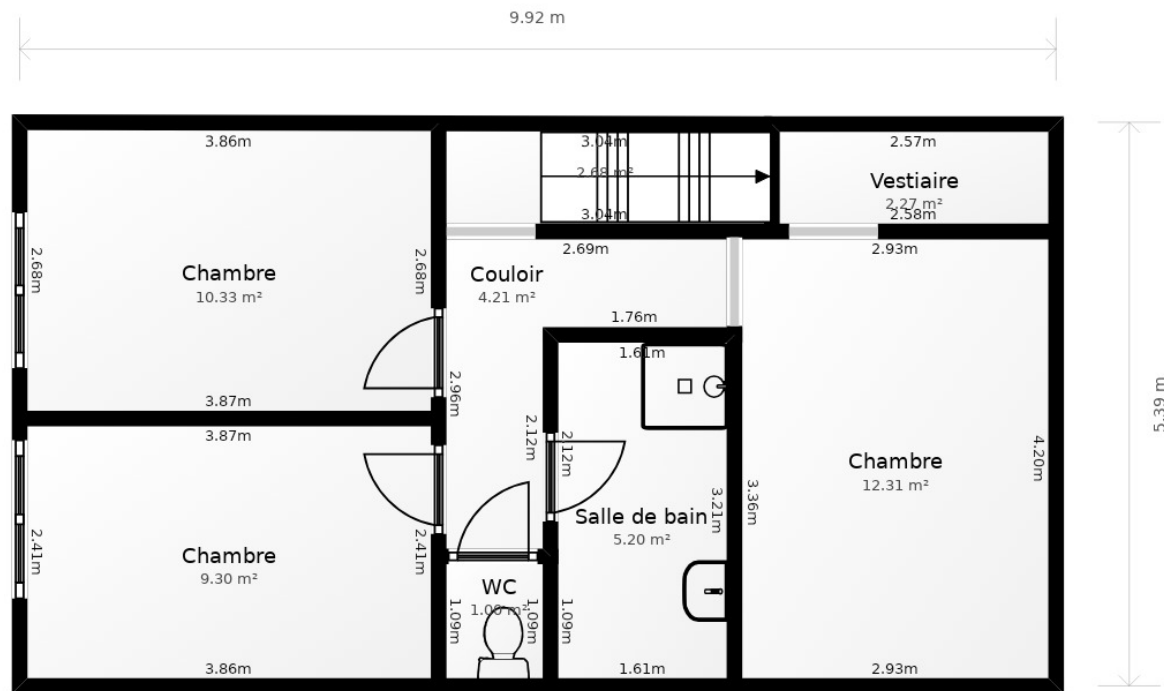 9.92 m
3.86m
3.04m
2.57m
2.68 m²
Vestiaire
2.27 m²
3.04m
2.58m
2.69m
2.93m
2.68m
2.68m
Chambre
10.33 m²
Couloir
4.21 m²
1.76m
1.61m
3.87m
2.96m
5.39 m
3.87m
2.12m
2.12m
4.20m
Chambre
12.31 m²
3.21m
3.36m
Salle de bain
5.20 m²
2.41m
2.41m
Chambre
9.30 m²
WC
1.00 m²
1.09m
1.09m
1.09m
3.86m
1.61m
2.93m